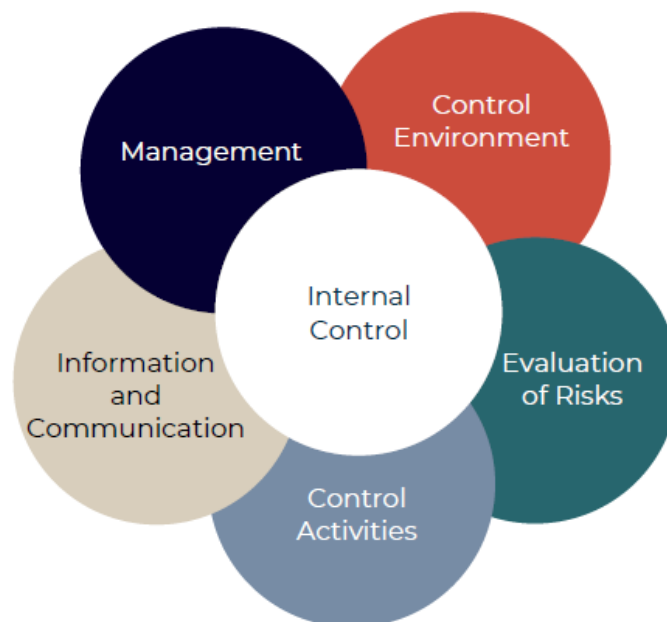 Management
Control
Environment
Internal
Control
Evaluation
of Risks
Information
and
Communication
Control
Activities